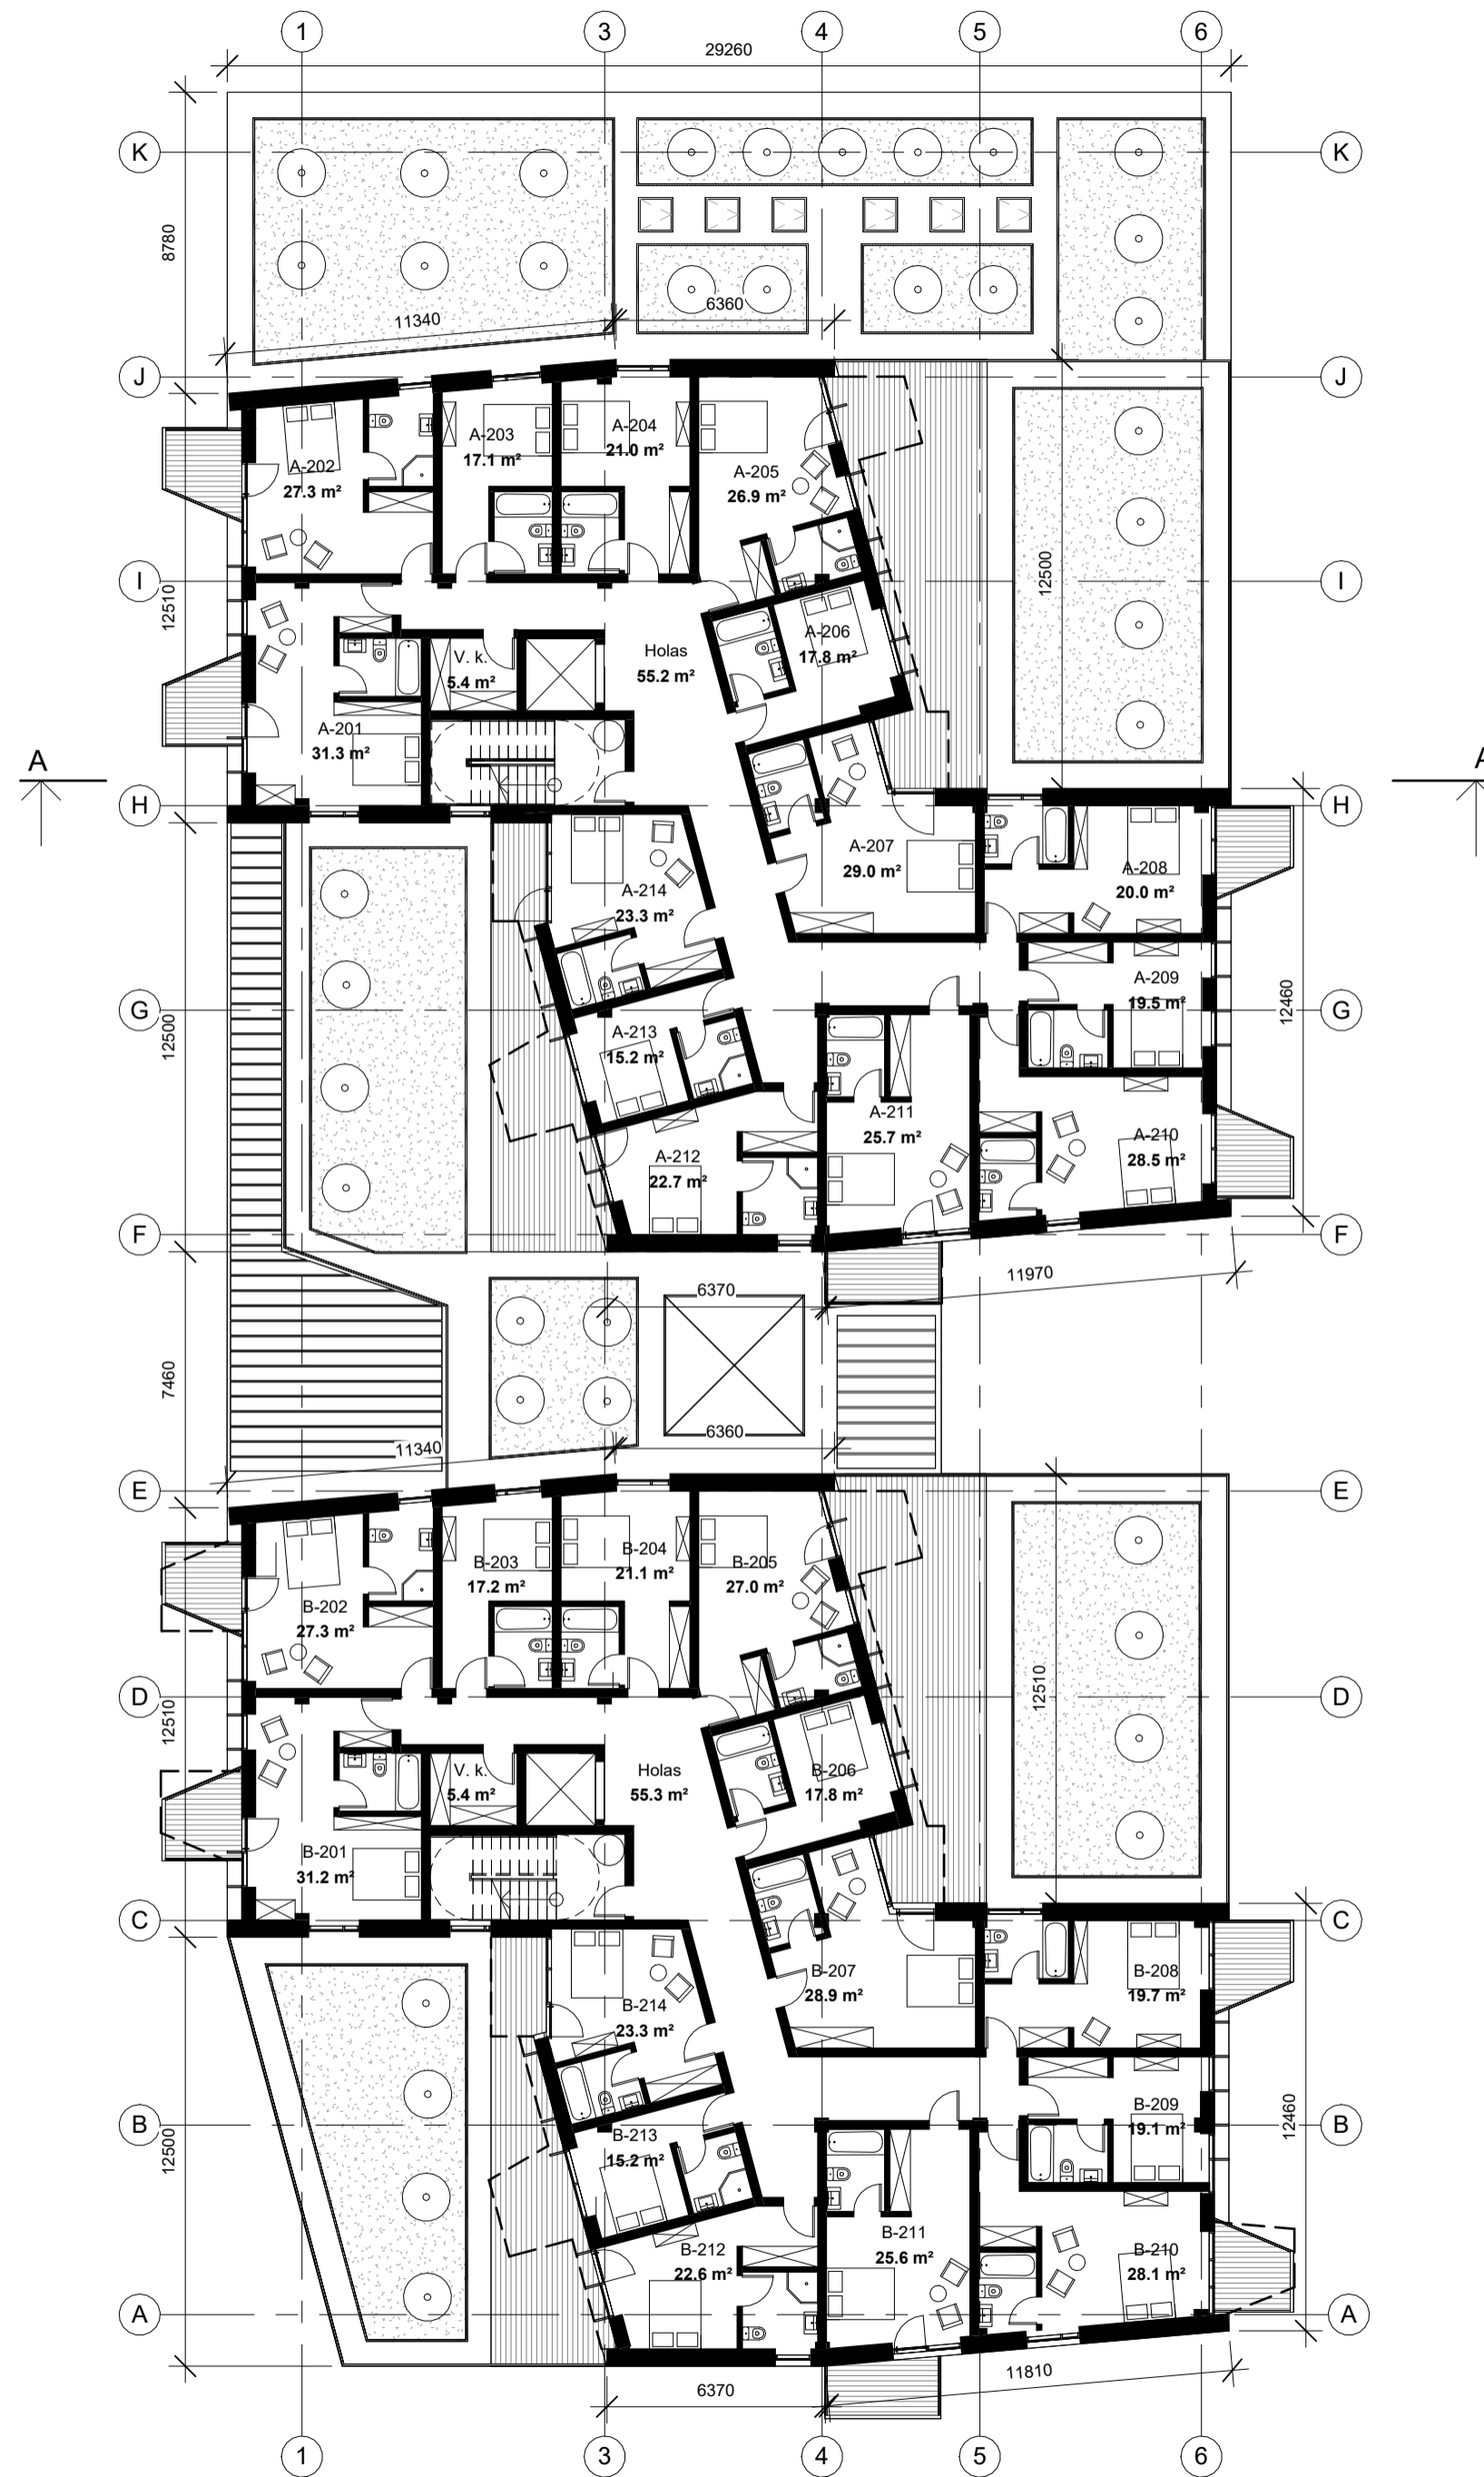 1
3
4
5
6
29260
K
K
8780
6360
11340
J
J
A-204
21.0 m²
A-203
17.1 m²
A-202
27.3 m²
A-205
26.9 m²
12500
I
I
12510
A-206
17.8 m²
Holas
55.2 m²
V. k.
5.4 m²
A-201
31.3 m²
A
A
H
H
A-207
29.0 m²
A-208
20.0 m²
A-214
23.3 m²
A-209
19.5 m²
12460
G
G
12500
A-213
15.2 m²
A-211
25.7 m²
A-210
28.5 m²
A-212
22.7 m²
F
F
11970
6370
7460
6360
11340
E
E
B-203
17.2 m²
B-204
21.1 m²
B-205
27.0 m²
B-202
27.3 m²
12510
D
D
12510
V. k.
5.4 m²
Holas
55.3 m²
B-206
17.8 m²
B-201
31.2 m²
C
C
B-207
28.9 m²
B-208
19.7 m²
B-214
23.3 m²
B-209
19.1 m²
12460
B
B
12500
B-213
15.2 m²
B-211
25.6 m²
B-212
22.6 m²
B-210
28.1 m²
A
A
11810
6370
1
3
4
5
6